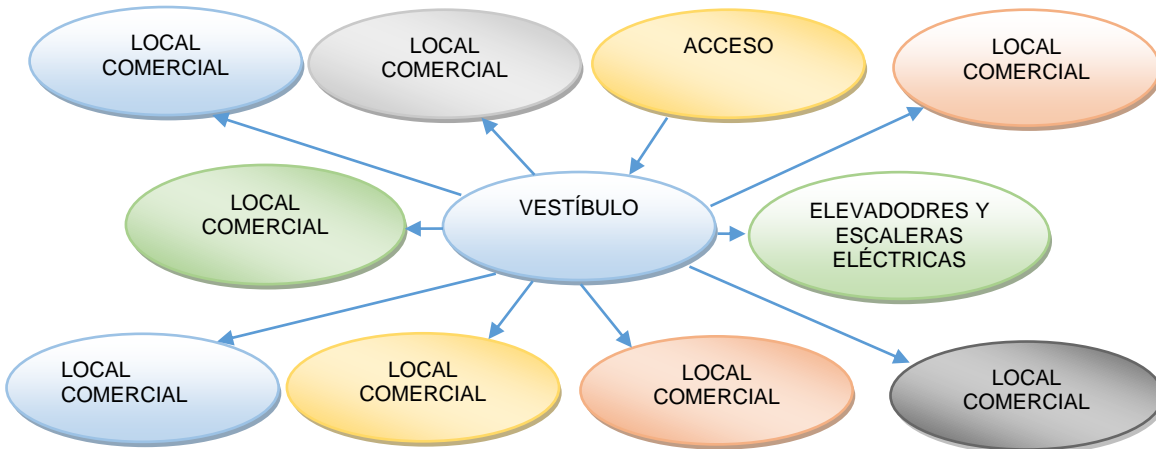 LOCAL
COMERCIAL
LOCAL
COMERCIAL
ACCESO
LOCAL
COMERCIAL
LOCAL
COMERCIAL
VESTÍBULO
ELEVADODRES Y
ESCALERAS
ELÉCTRICAS
LOCAL
COMERCIAL
LOCAL
COMERCIAL
LOCAL
COMERCIAL
LOCAL
COMERCIAL